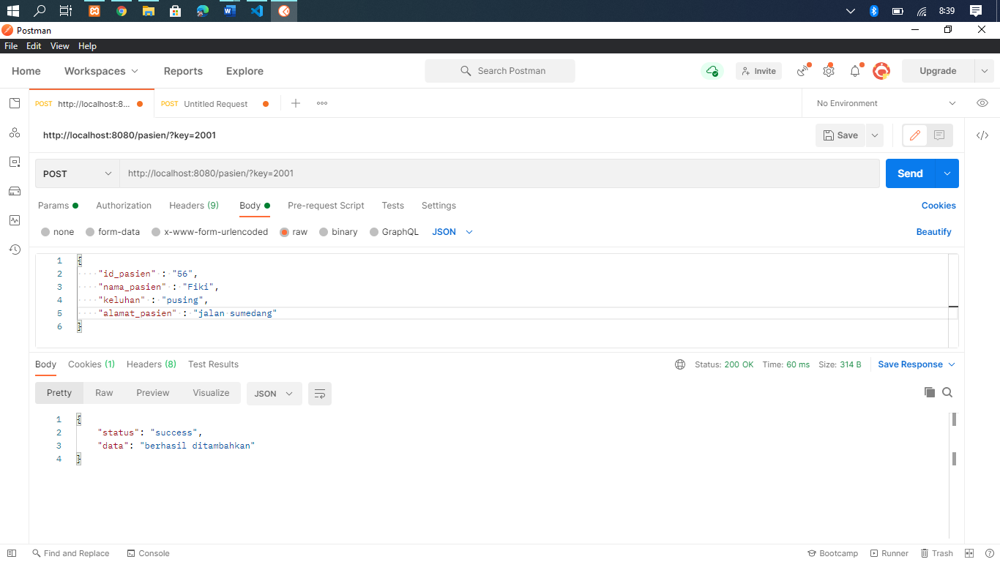 8:39
Postman
File Edit View Help
Home Workspaces Reports Explore Search Postman Invite Upgrade
POST http://localhost:8... POST Untitled Request No Environment
http://localhost:8080/pasien/?key=2001 Save
POST http://localhost:8080/pasien/?key=2001 Send
Params Authorization Headers (9) Body Pre-request Script Tests Settings Cookies
none form-data x-www-form-urlencoded raw binary GraphQL JSON Beautify
1 {
2 "id_pasien" : "56",
3 "nama_pasien" : "Fiki",
4 "keluhan" : "pusing",
5 "alamat_pasien" : "jalan sumedang"
6 }
Body Cookies (1) Headers (8) Test Results Status: 200 OK Time: 60 ms Size: 314 B Save Response
Pretty Raw Preview Visualize JSON
1 {
2 "status": "success",
3 "data": "berhasil ditambahkan"
4 }
Find and Replace Console Bootcamp Runner Trash